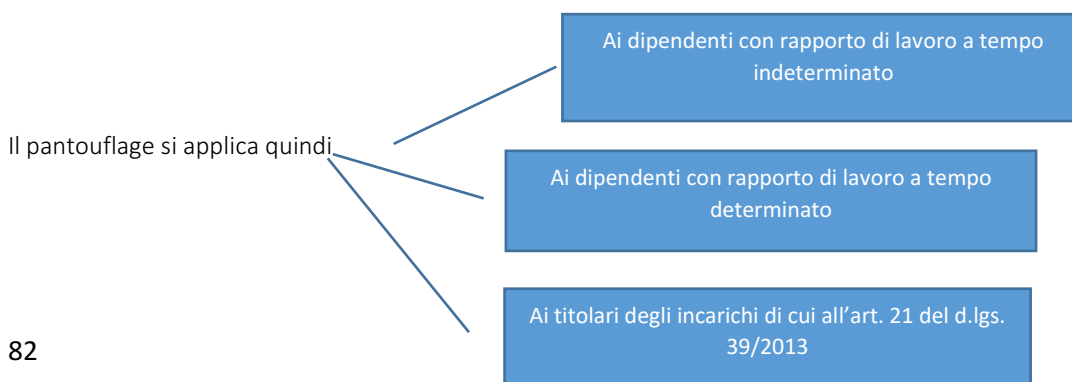 Ai dipendenti con rapporto di lavoro a tempo
indeterminato
Il pantouflage si applica quindi
Ai dipendenti con rapporto di lavoro a tempo
determinato
Ai titolari degli incarichi di cui all’art. 21 del d.lgs.
39/2013
82